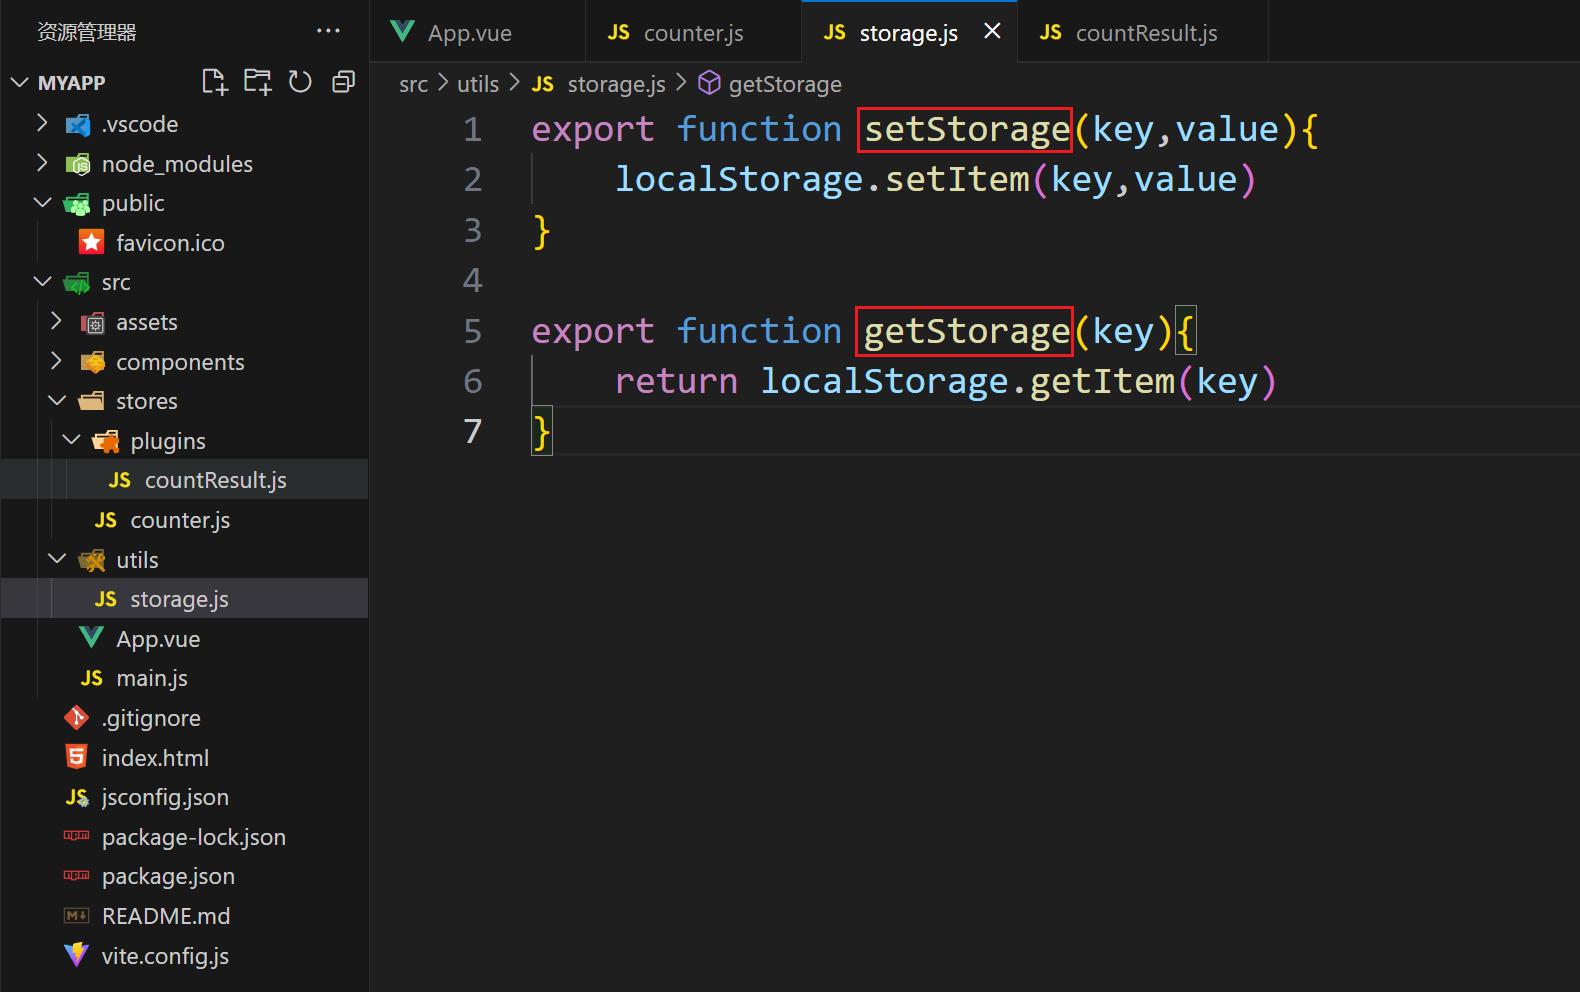 资源管理器 ···
MYAPP
.vscode
node_modules
public
favicon.ico
src
assets
components
stores
plugins
JS countResult.js
JS counter.js
utils
JS storage.js
App.vue
JS main.js
.gitignore
index.html
JS jsconfig.json
package-lock.json
package.json
README.md
vite.config.js
App.vue JS counter.js JS storage.js × JS countResult.js
src > utils > JS storage.js > getStorage
1 export function setStorage(key,value){
2 localStorage.setItem(key,value)
3 }
4
5 export function getStorage(key){
6 return localStorage.getItem(key)
7 }